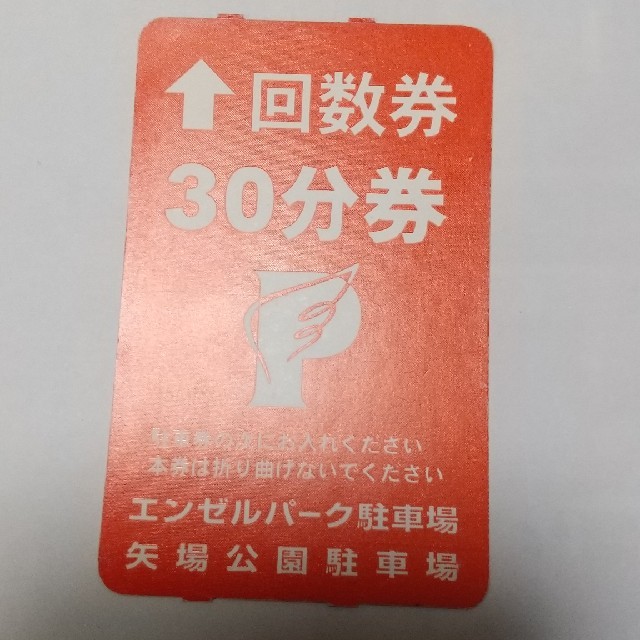 ↑回数券
30分券
P
駐車券の次にお入れください
本券は折り曲げないでください
エンゼルパーク駐車場
矢場公園駐車場